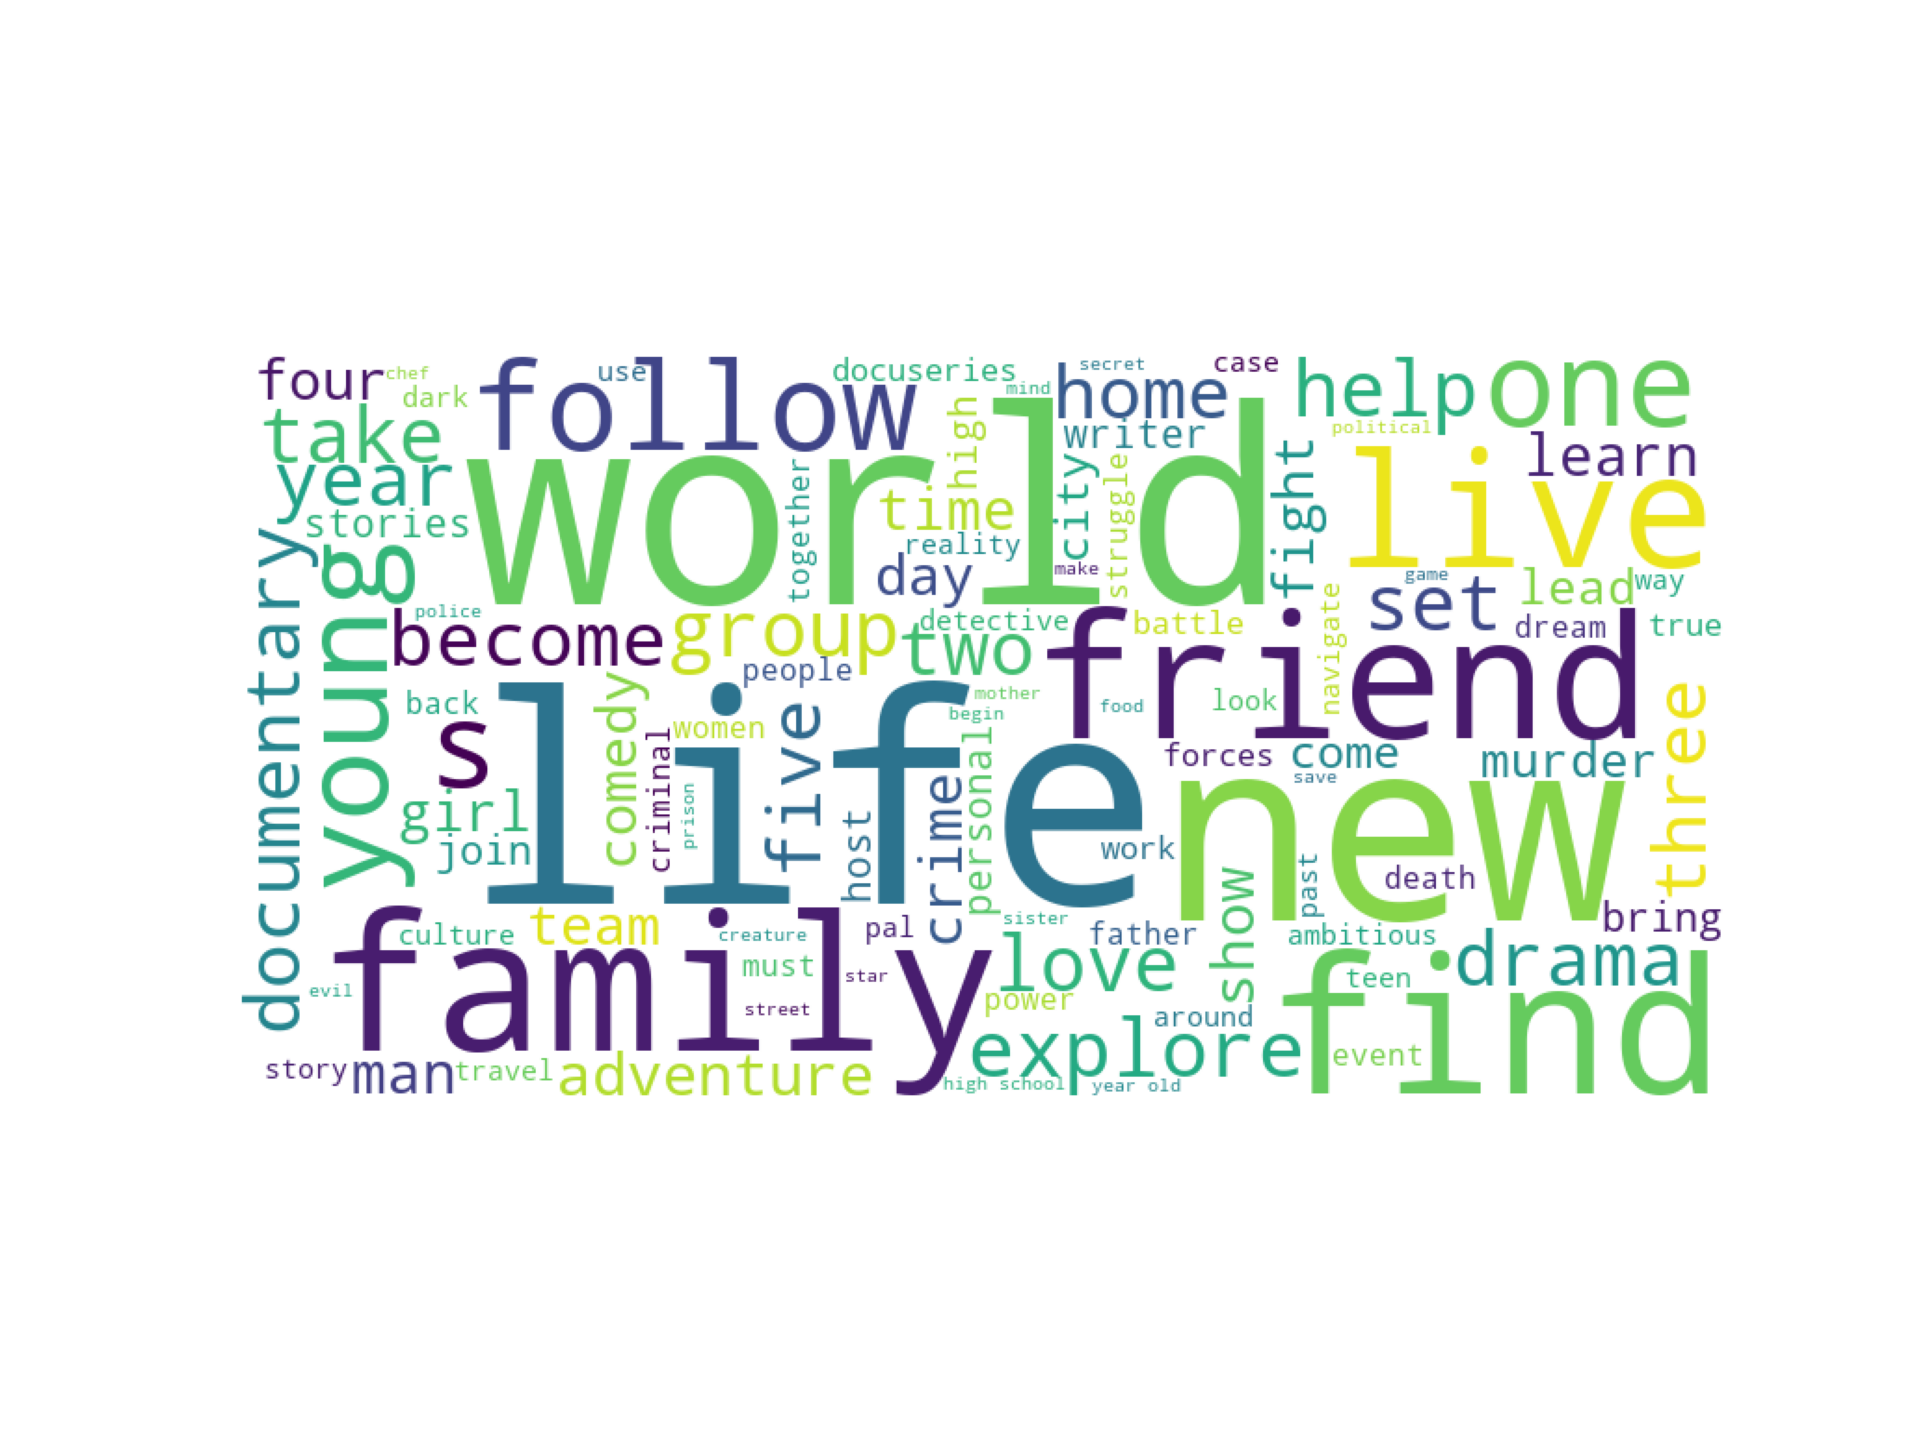 four chef dark follow use docuseries mind secret home case help one
take world high writer political learn
year together time city struggle fight live
stories reality
documentary young day make game set lead way
police become group detective two battle friend navigate dream true
people
back s life comedy women five mother begin food look three
criminal personal forces come murder
save
girl prison new
join host crime work past death
show bring
culture team creature pal sister father ambitious drama
family must star love teen find
evil street power around
explore event
story man travel adventure high school year old